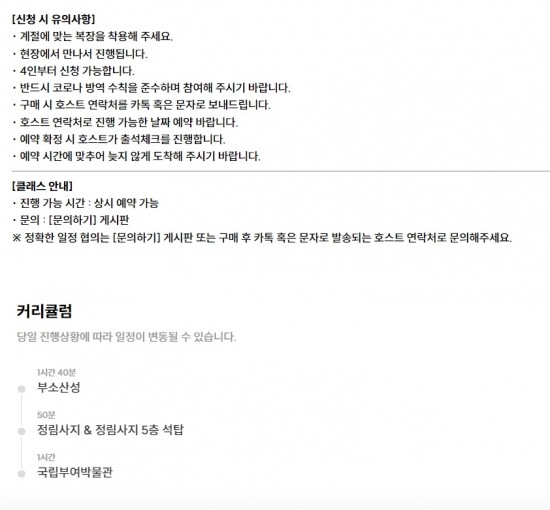 [신청 시 유의사항]
· 계절에 맞는 복장을 착용해 주세요.
· 현장에서 만나서 진행됩니다.
· 4인부터 신청 가능합니다.
· 반드시 코로나 방역 수칙을 준수하며 참여해 주시기 바랍니다.
· 구매 시 호스트 연락처를 카톡 혹은 문자로 보내드립니다.
· 호스트 연락처로 진행 가능한 날짜 예약 바랍니다.
· 예약 확정 시 호스트가 출석체크를 진행합니다.
· 예약 시간에 맞추어 늦지 않게 도착해 주시기 바랍니다.
[클래스 안내]
· 진행 가능 시간 : 상시 예약 가능
· 문의 : [문의하기] 게시판
※ 정확한 일정 협의는 [문의하기] 게시판 또는 구매 후 카톡 혹은 문자로 발송되는 호스트 연락처로 문의해주세요.
커리큘럼
당일 진행상황에 따라 일정이 변동될 수 있습니다.
1시간 40분
부소산성
50분
정림사지 & 정림사지 5층 석탑
1시간
국립부여박물관